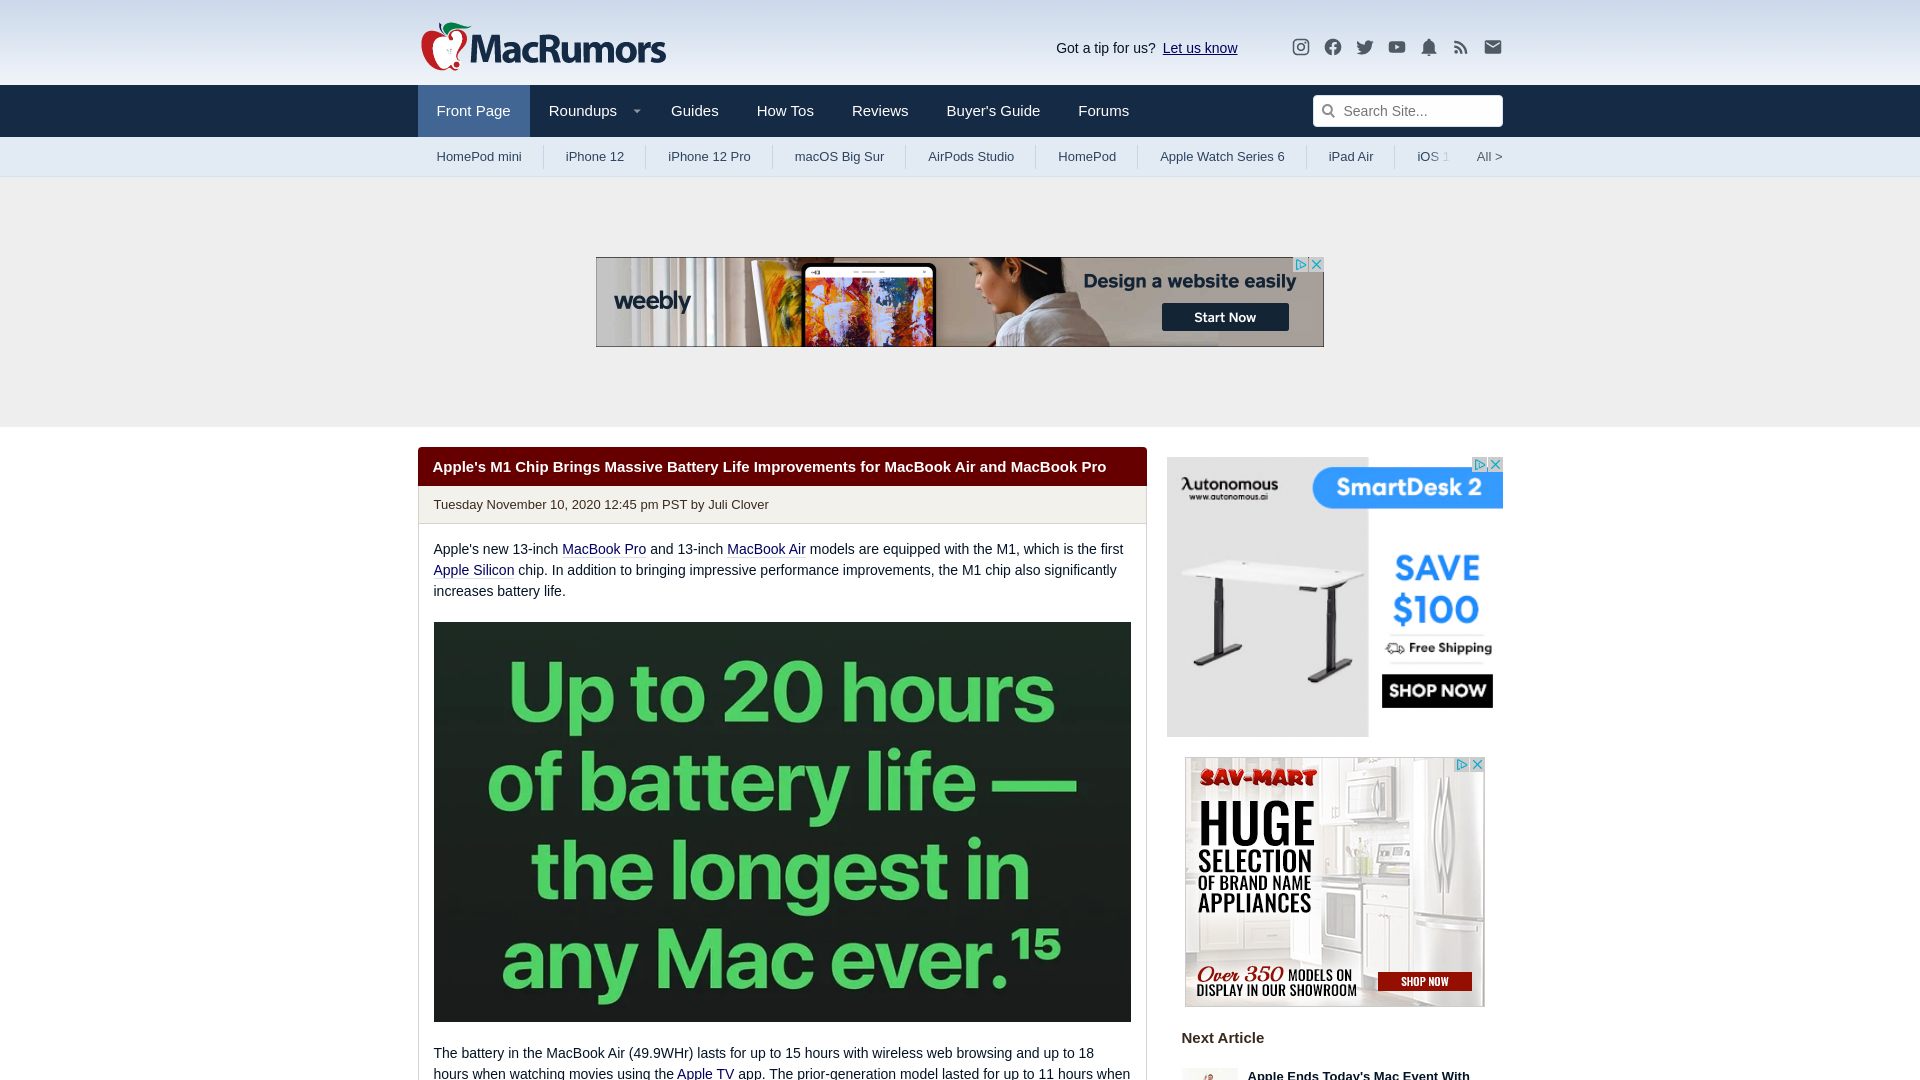 MacRumors
Got a tip for us? Let us know
Front Page
Roundups
Guides
How Tos
Reviews
Buyer's Guide
Forums
Search Site...
HomePod mini
iPhone 12
iPhone 12 Pro
macOS Big Sur
AirPods Studio
HomePod
Apple Watch Series 6
iPad Air
iOS 1
All >
weebly
Design a website easily
Start Now
Apple's M1 Chip Brings Massive Battery Life Improvements for MacBook Air and MacBook Pro
Tuesday November 10, 2020 12:45 pm PST by Juli Clover
Apple's new 13-inch MacBook Pro and 13-inch MacBook Air models are equipped with the M1, which is the first
Apple Silicon chip. In addition to bringing impressive performance improvements, the M1 chip also significantly
increases battery life.
Up to 20 hours
of battery life —
the longest in
any Mac ever.¹⁵
The battery in the MacBook Air (49.9WHr) lasts for up to 15 hours with wireless web browsing and up to 18
hours when watching movies using the Apple TV app. The prior-generation model lasted for up to 11 hours when
Autonomous
www.autonomous.ai
SmartDesk 2
SAVE
$100
Free Shipping
SHOP NOW
SAV-MART
HUGE
SELECTION
OF BRAND NAME
APPLIANCES
Over 350 MODELS ON
DISPLAY IN OUR SHOWROOM
SHOP NOW
Next Article
Apple Ends Today's Mac Event With